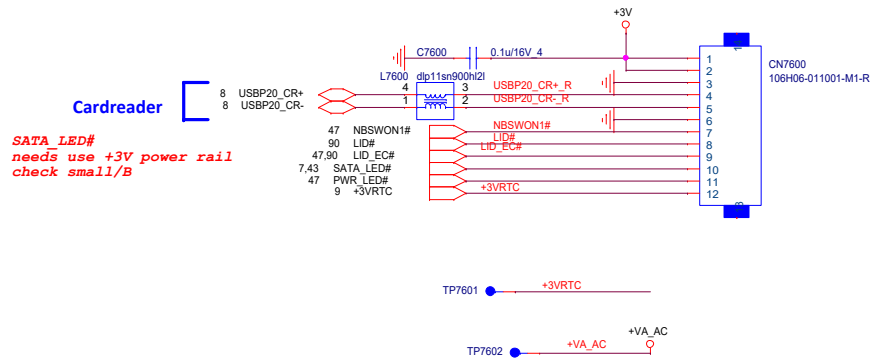 +3V
C7600 0.1u/16V_4
L7600 dlp11sn900hl2l
CN7600
106H06-011001-M1-R
1
2
3
4
5
6
7
8
9
10
11
12
4 3
1 2
8 USBP20_CR+ USBP20_CR+_R
8 USBP20_CR- USBP20_CR-_R
Cardreader
SATA_LED#
needs use +3V power rail
check small/B
47 NBSWON1# NBSWON1#
90 LID# LID#
47,90 LID_EC# LID_EC#
7,43 SATA_LED#
47 PWR_LED#
9 +3VRTC +3VRTC
TP7601 +3VRTC
TP7602 +VA_AC +VA_AC